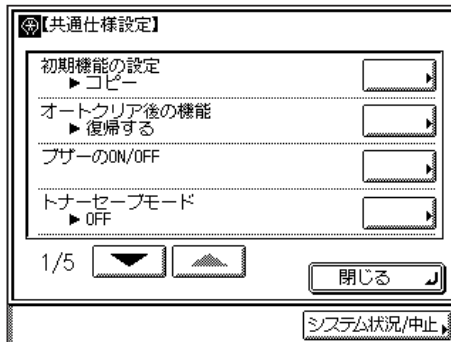 【共通仕様設定】
初期機能の設定
▶ コピー
オートクリア後の機能
▶ 復帰する
ブザーのON/OFF
トナーセーブモード
▶ OFF
1/5
閉じる
システム状況/中止